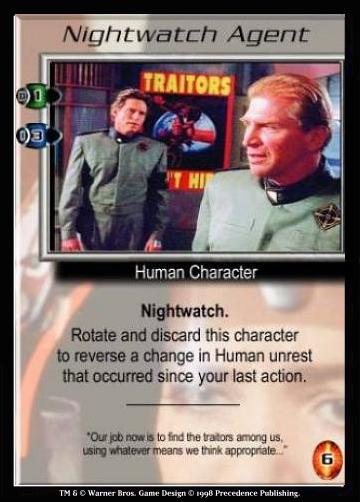 Nightwatch Agent
1
3
TRAITORS
'T HID
Human Character
Nightwatch.
Rotate and discard this character
to reverse a change in Human unrest
that occurred since your last action.
"Our job now is to find the traitors among us,
using whatever means we think appropriate..."
6
TM & © Warner Bros. Game Design © 1998 Precedence Publishing.